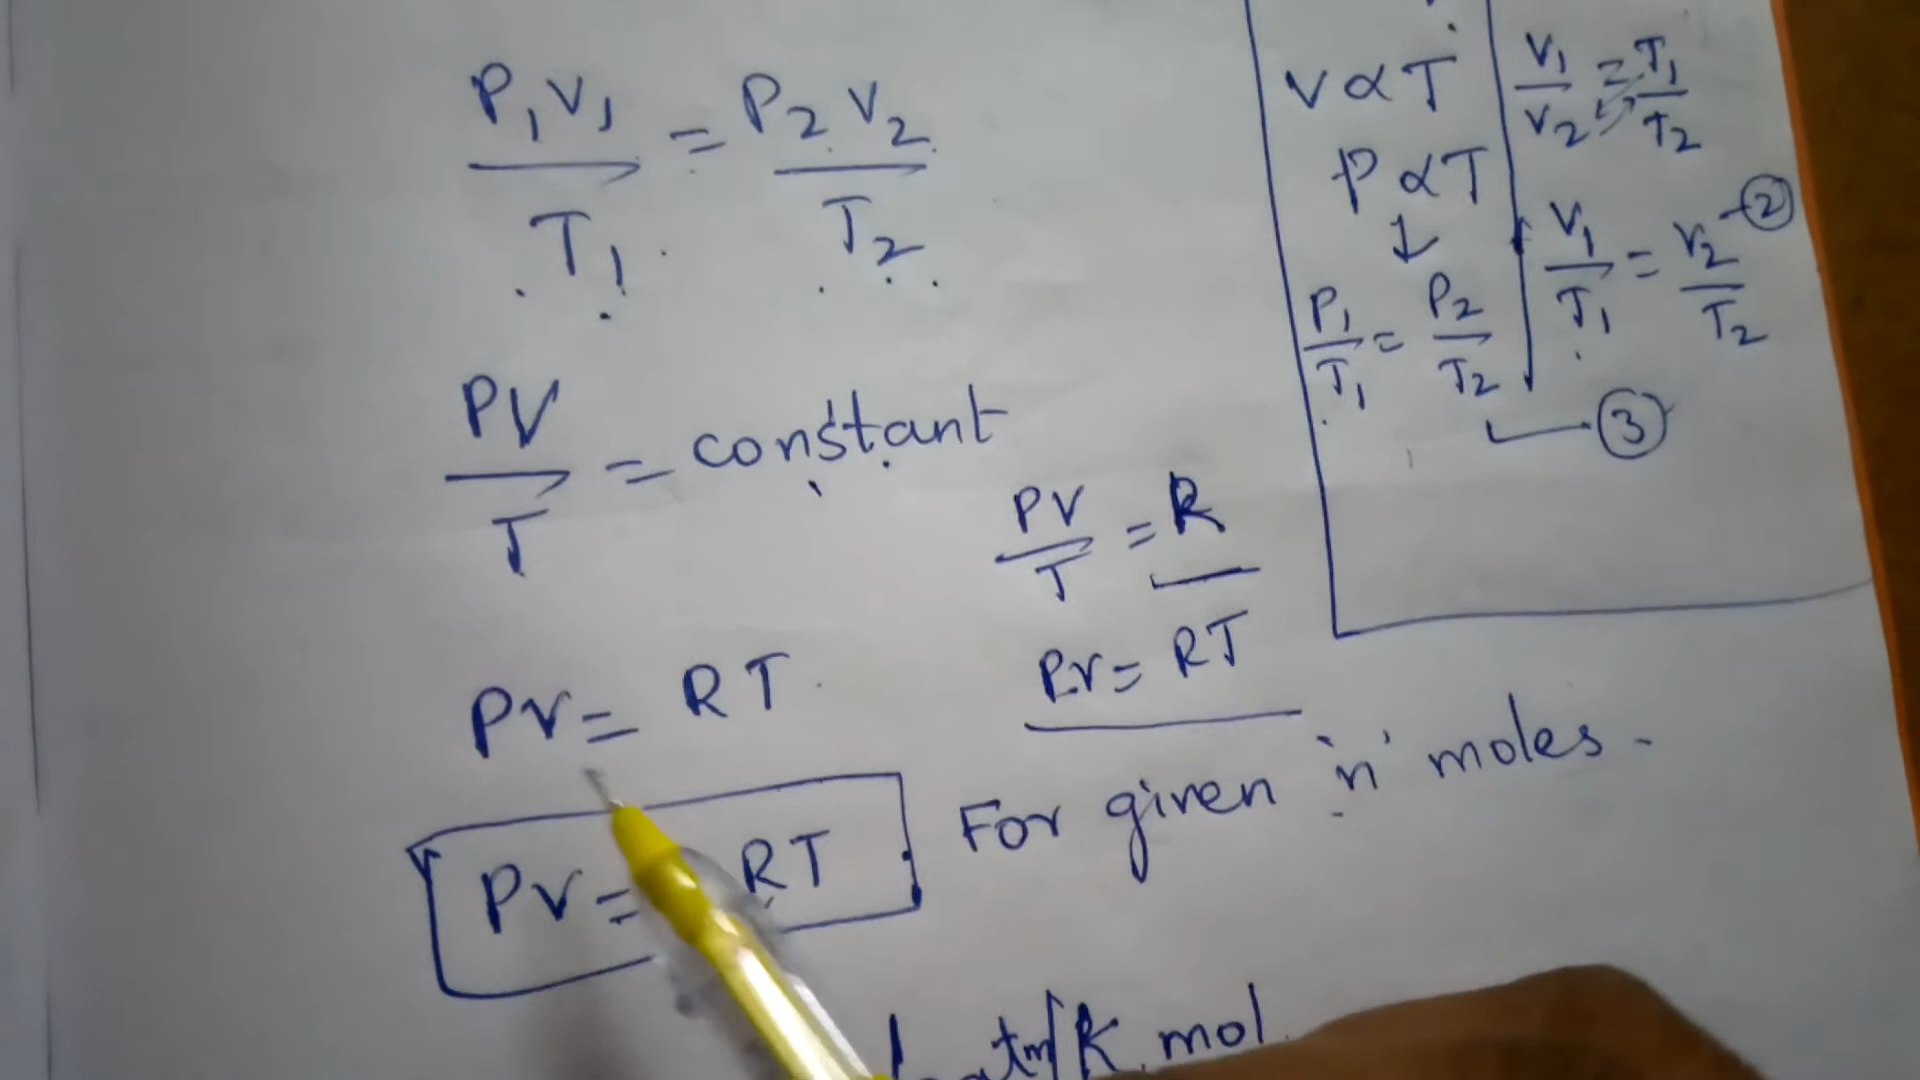 P₁V₁/T₁ = P₂V₂/T₂
PV/T = constant
PV/T = R
PV = RT
PV = RT
PV = RT
For given 'n' moles.
atm/K mol
V ∝ T
P ∝ T
↓
P₁/T₁ = P₂/T₂
③
V₁/V₂ = T₁/T₂
V₁/T₁ = V₂/T₂ – ②